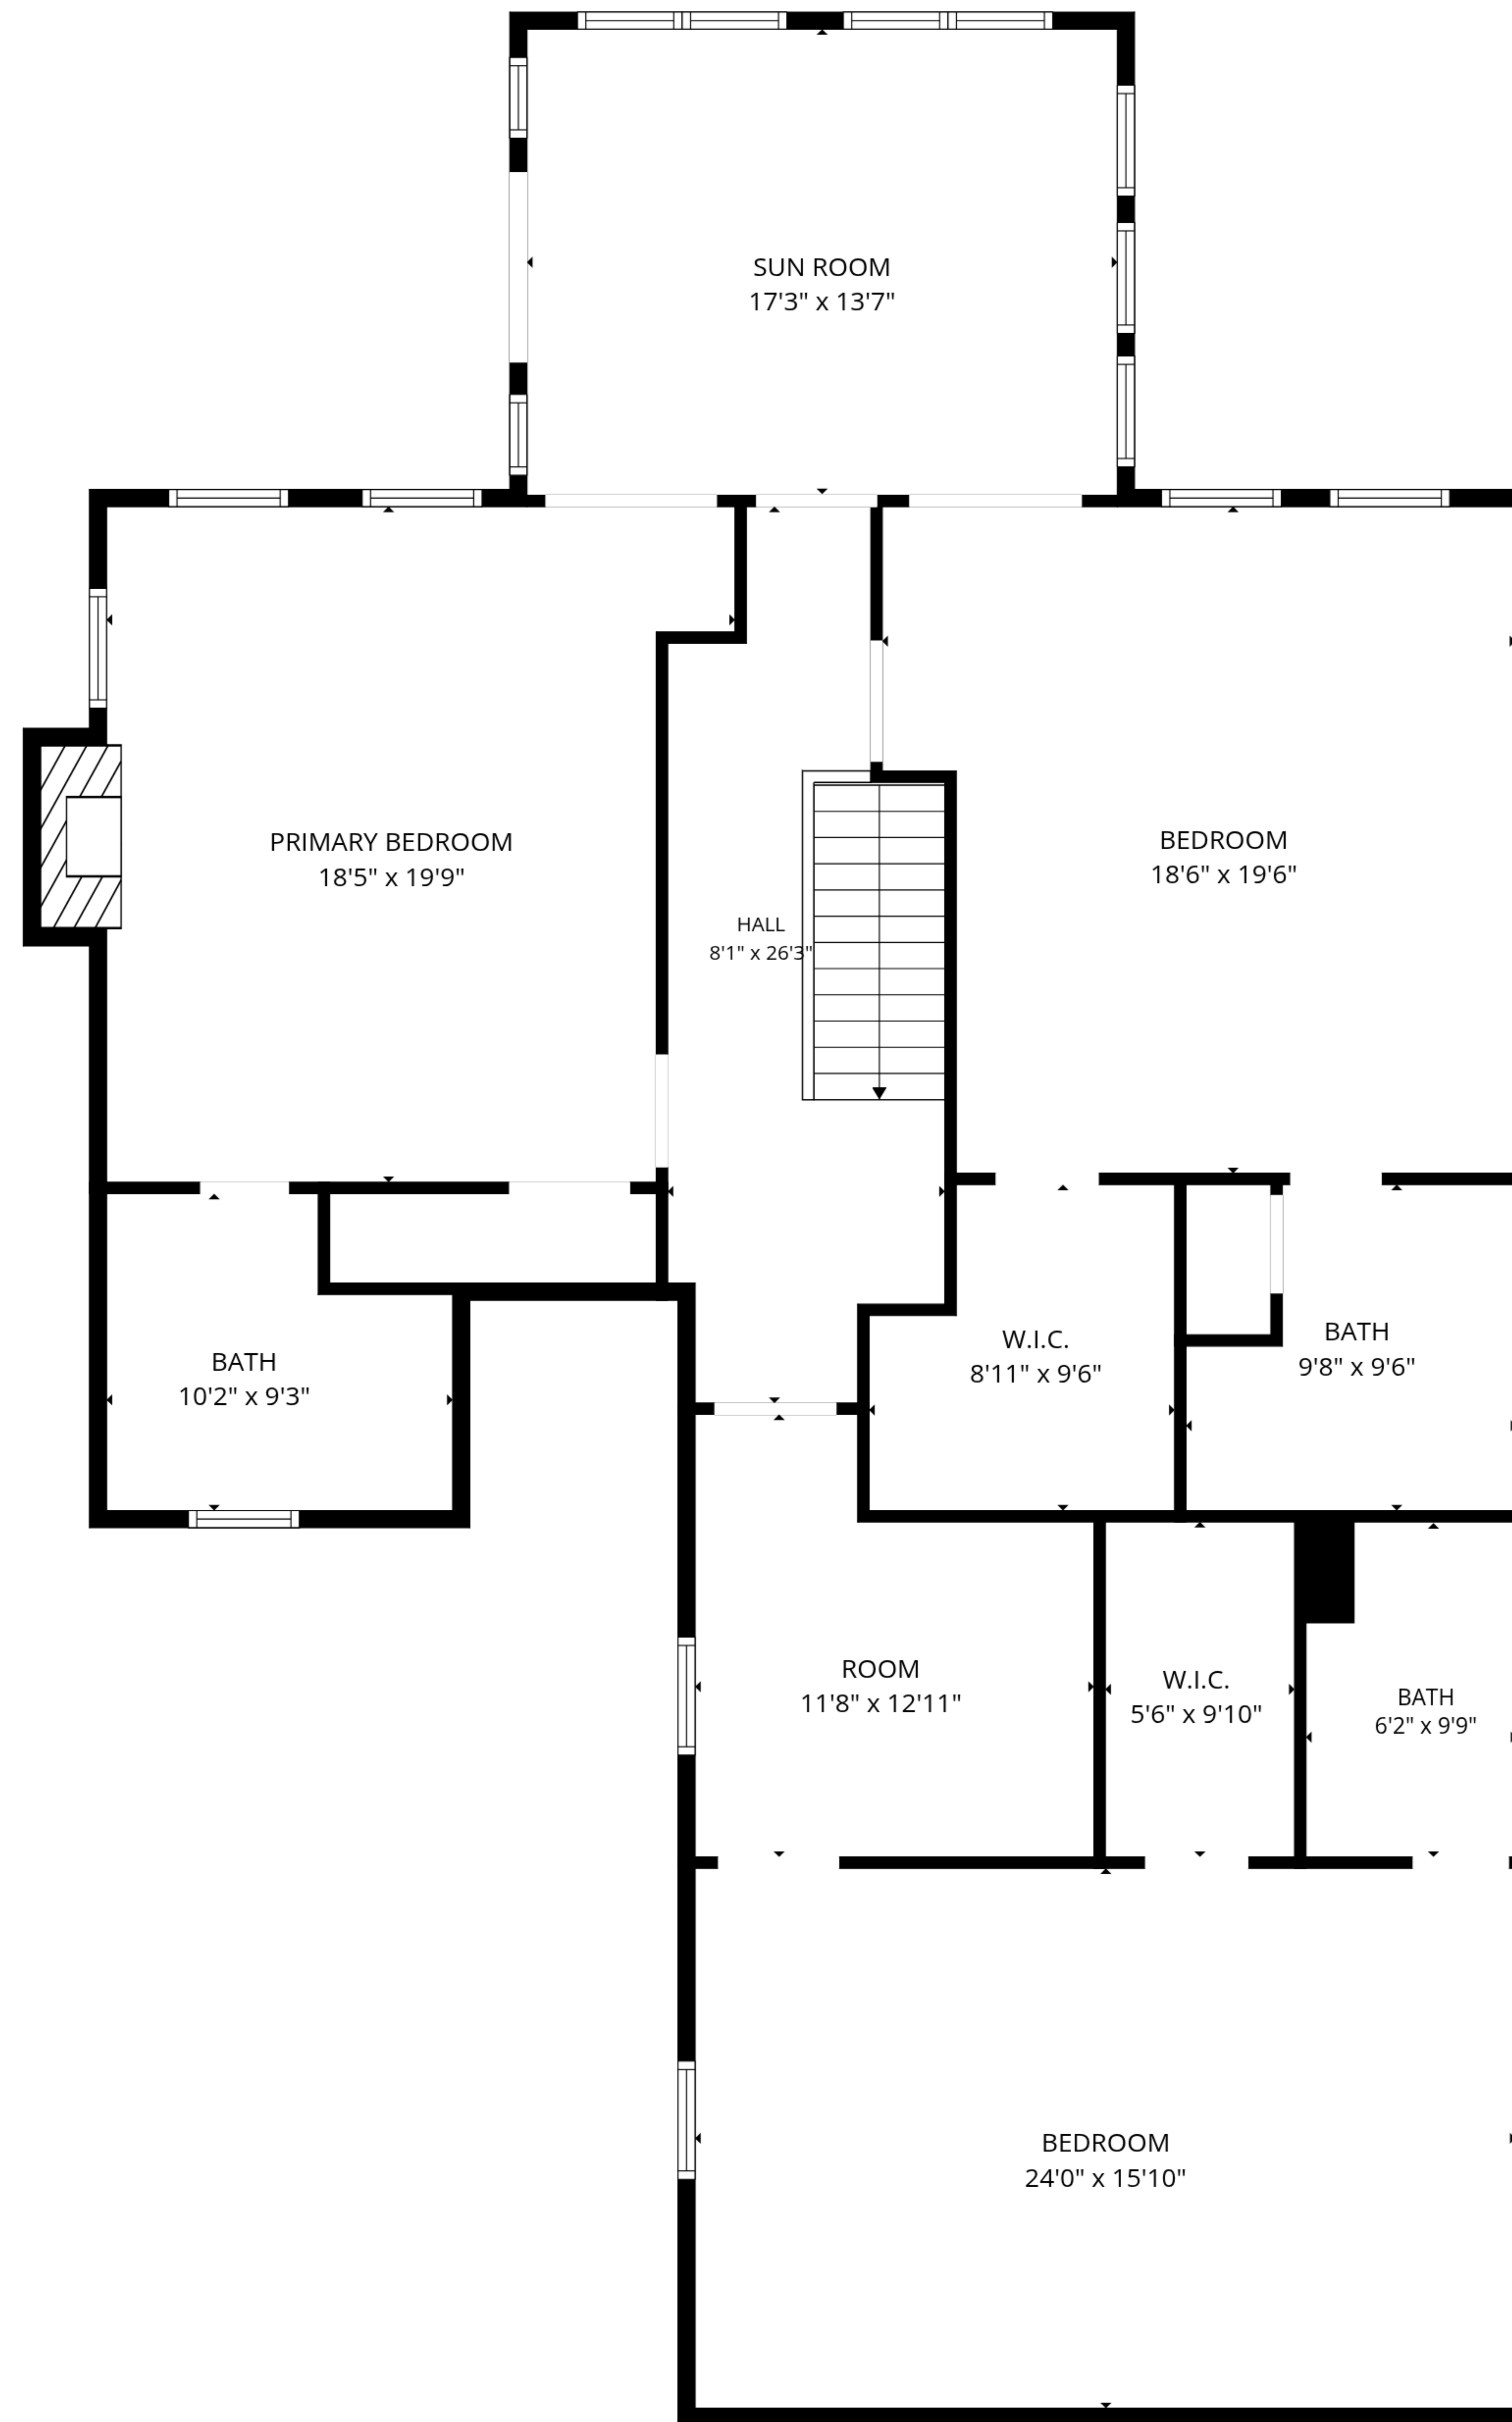 SUN ROOM
17'3" x 13'7"
PRIMARY BEDROOM
18'5" x 19'9"
BEDROOM
18'6" x 19'6"
HALL
8'1" x 26'3"
BATH
10'2" x 9'3"
W.I.C.
8'11" x 9'6"
BATH
9'8" x 9'6"
ROOM
11'8" x 12'11"
W.I.C.
5'6" x 9'10"
BATH
6'2" x 9'9"
BEDROOM
24'0" x 15'10"